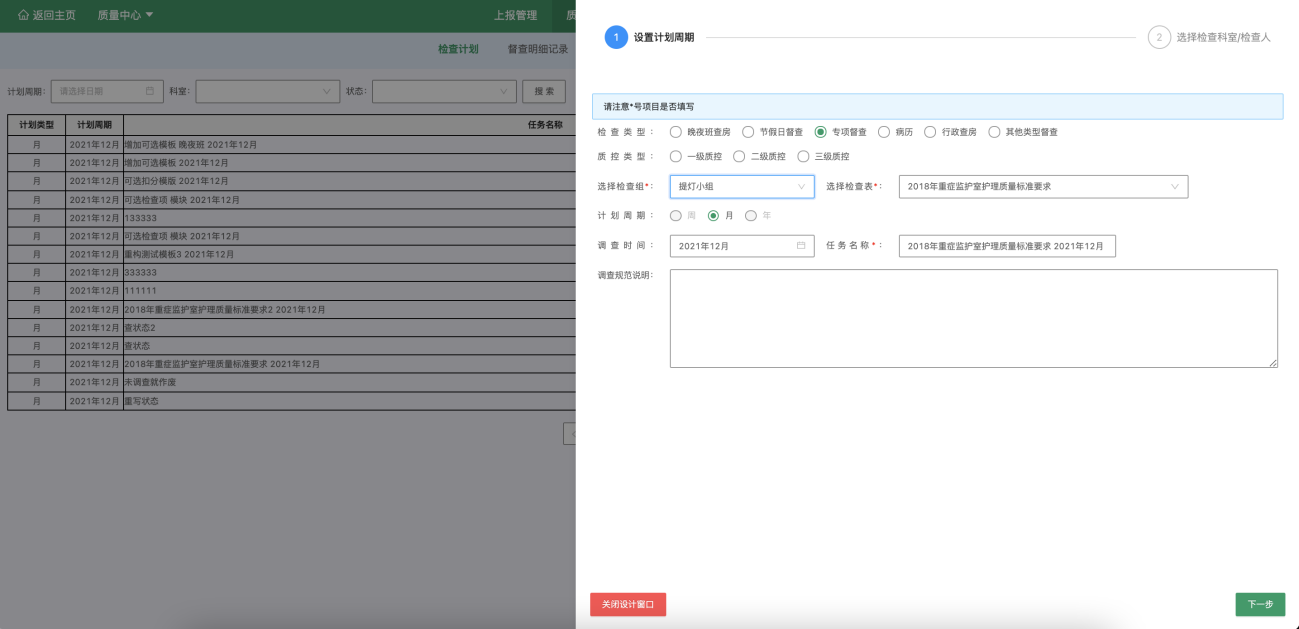 返回主页 质量中心 上报管理 质
检查计划 督查明细记录
计划周期: 请选择日期 科室: 状态: 搜 索
计划类型 计划周期 任务名称
月 2021年12月 增加可选模板 晚夜班 2021年12月
月 2021年12月 增加可选模板 2021年12月
月 2021年12月 可选扣分模版 2021年12月
月 2021年12月 可选检查项 模块 2021年12月
月 2021年12月 133333
月 2021年12月 可选检查项 模块 2021年12月
月 2021年12月 重构测试模板3 2021年12月
月 2021年12月 333333
月 2021年12月 111111
月 2021年12月 2018年重症监护室护理质量标准要求2 2021年12月
月 2021年12月 查状态2
月 2021年12月 查状态
月 2021年12月 2018年重症监护室护理质量标准要求 2021年12月
月 2021年12月 未调查就作废
月 2021年12月 重写状态
1 设置计划周期 2 选择检查科室/检查人
请注意*号项目是否填写
检 查 类 型 : 晚夜班查房 节假日督查 专项督查 病历 行政查房 其他类型督查
质 控 类 型 : 一级质控 二级质控 三级质控
选择检查组*: 提灯小组 选择检查表*: 2018年重症监护室护理质量标准要求
计 划 周 期 : 周 月 年
调 查 时 间 : 2021年12月 任 务 名 称 *: 2018年重症监护室护理质量标准要求 2021年12月
调查规范说明:
关闭设计窗口 下一步